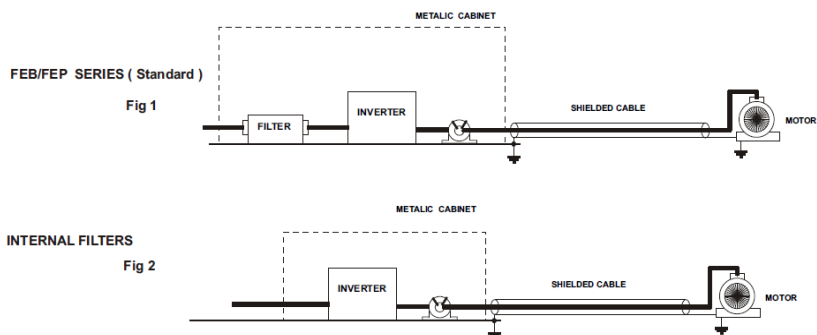 METALIC CABINET
FEB/FEP SERIES ( Standard )
Fig 1
FILTER
INVERTER
SHIELDED CABLE
MOTOR
METALIC CABINET
INTERNAL FILTERS
Fig 2
INVERTER
SHIELDED CABLE
MOTOR